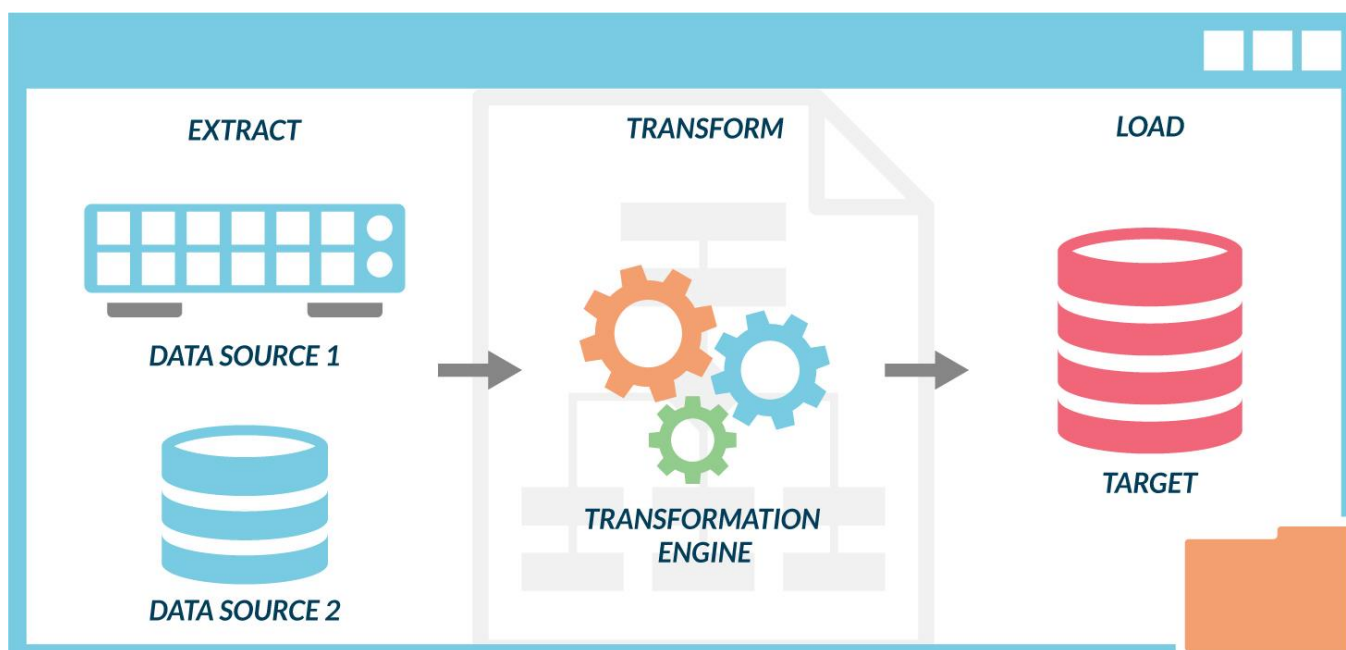 EXTRACT
TRANSFORM
LOAD
DATA SOURCE 1
DATA SOURCE 2
TRANSFORMATION
ENGINE
TARGET